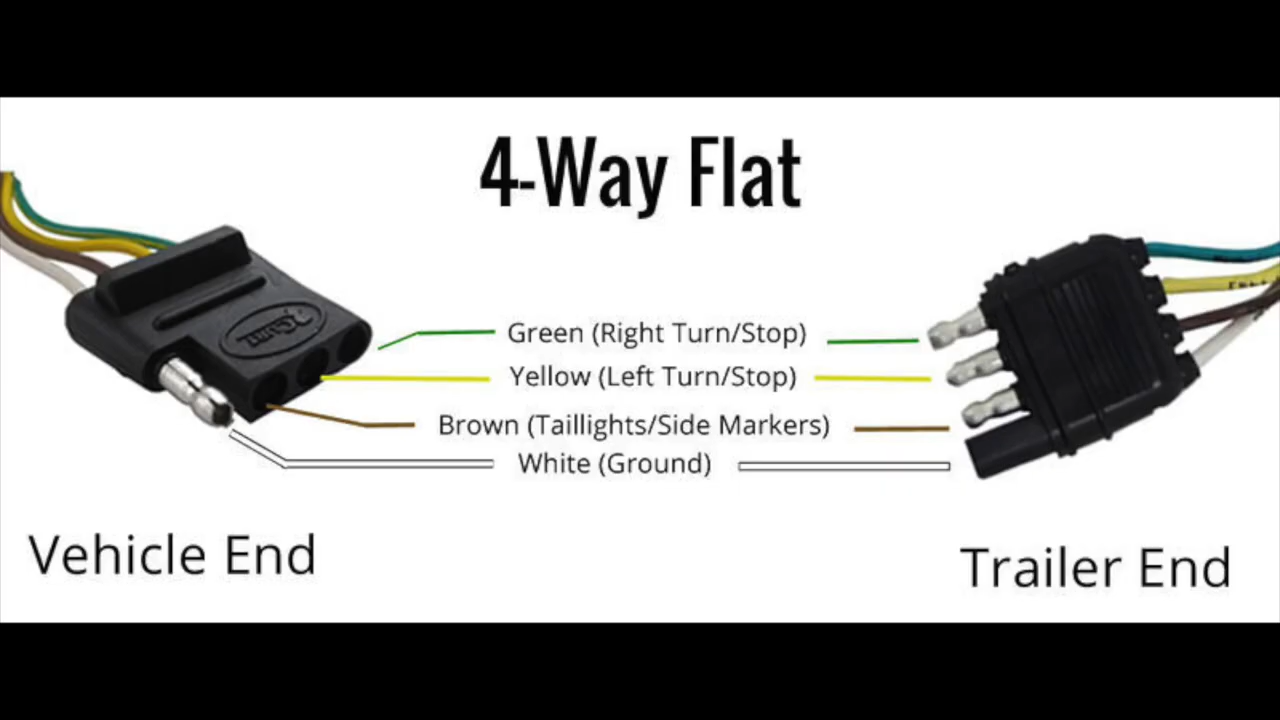 4-Way Flat
CURT
Green (Right Turn/Stop)
Yellow (Left Turn/Stop)
Brown (Taillights/Side Markers)
White (Ground)
Vehicle End
Trailer End